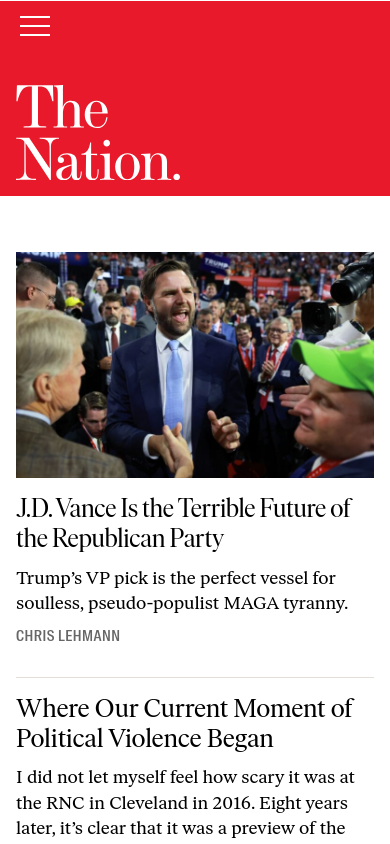 The
Nation.
TRUMP
J.D. Vance Is the Terrible Future of
the Republican Party
Trump's VP pick is the perfect vessel for
soulless, pseudo-populist MAGA tyranny.
CHRIS LEHMANN
Where Our Current Moment of
Political Violence Began
I did not let myself feel how scary it was at
the RNC in Cleveland in 2016. Eight years
later, it's clear that it was a preview of the